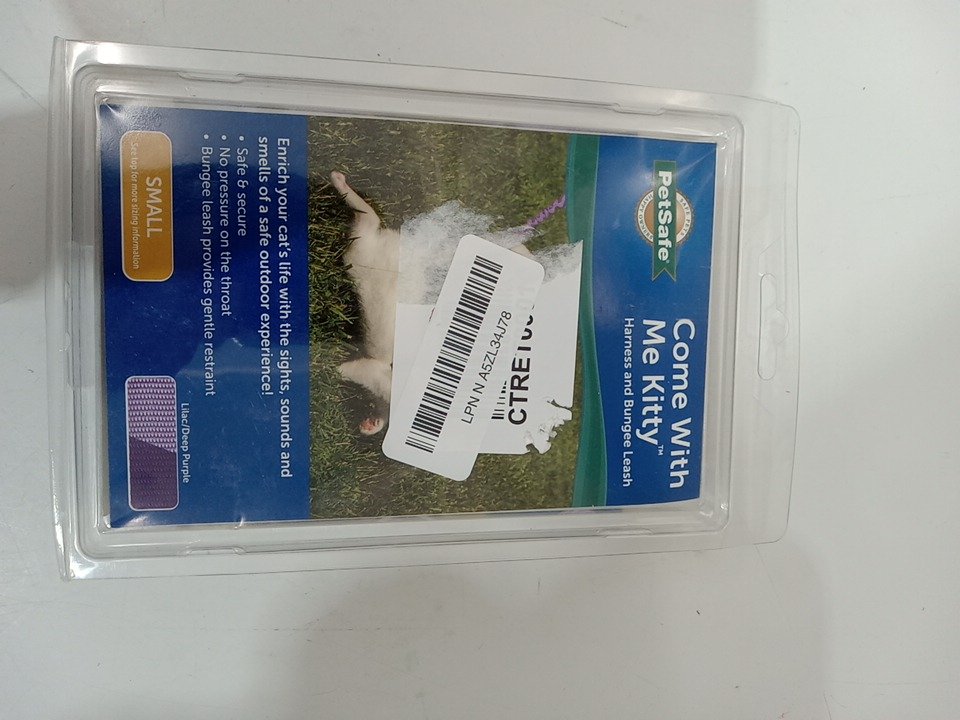 PetSafe®
Come With
Me Kitty™
Harness and Bungee Leash
LPN N A5ZL34J78
Enrich your cat's life with the sights, sounds and
smells of a safe outdoor experience!
• Safe & secure
• No pressure on the throat
• Bungee leash provides gentle restraint
SMALL
See top for more sizing information
Lilac/Deep Purple